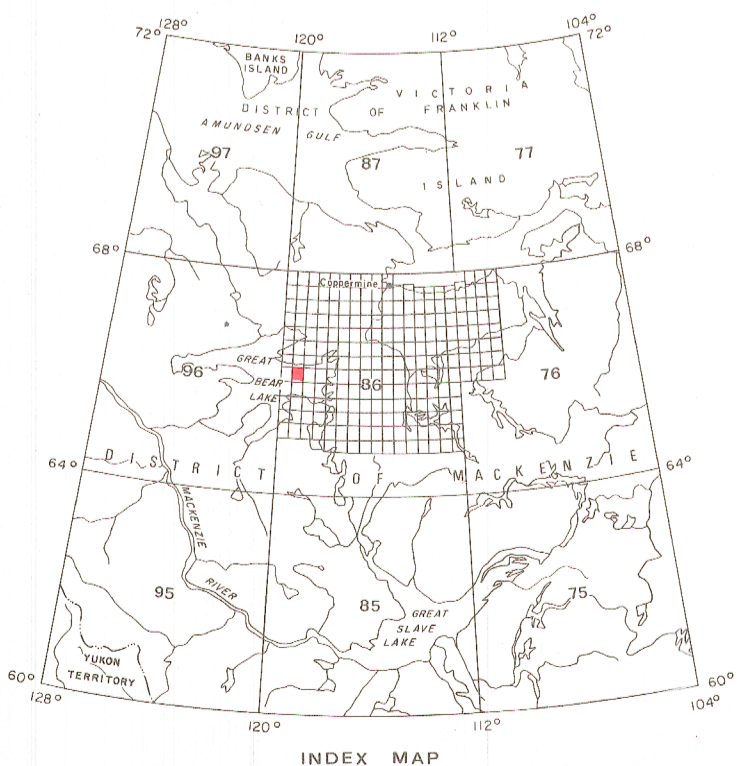 128°
120°
112°
104°
72°
72°
BANKS
ISLAND
VICTORIA
DISTRICT OF FRANKLIN
AMUNDSEN GULF
97
87
77
ISLAND
68°
68°
Coppermine
GREAT
96
BEAR
86
76
LAKE
DISTRICT OF MACKENZIE
64°
64°
MACKENZIE
RIVER
95
85
75
GREAT
SLAVE
LAKE
YUKON
TERRITORY
60°
60°
128°
104°
120°
112°
INDEX MAP